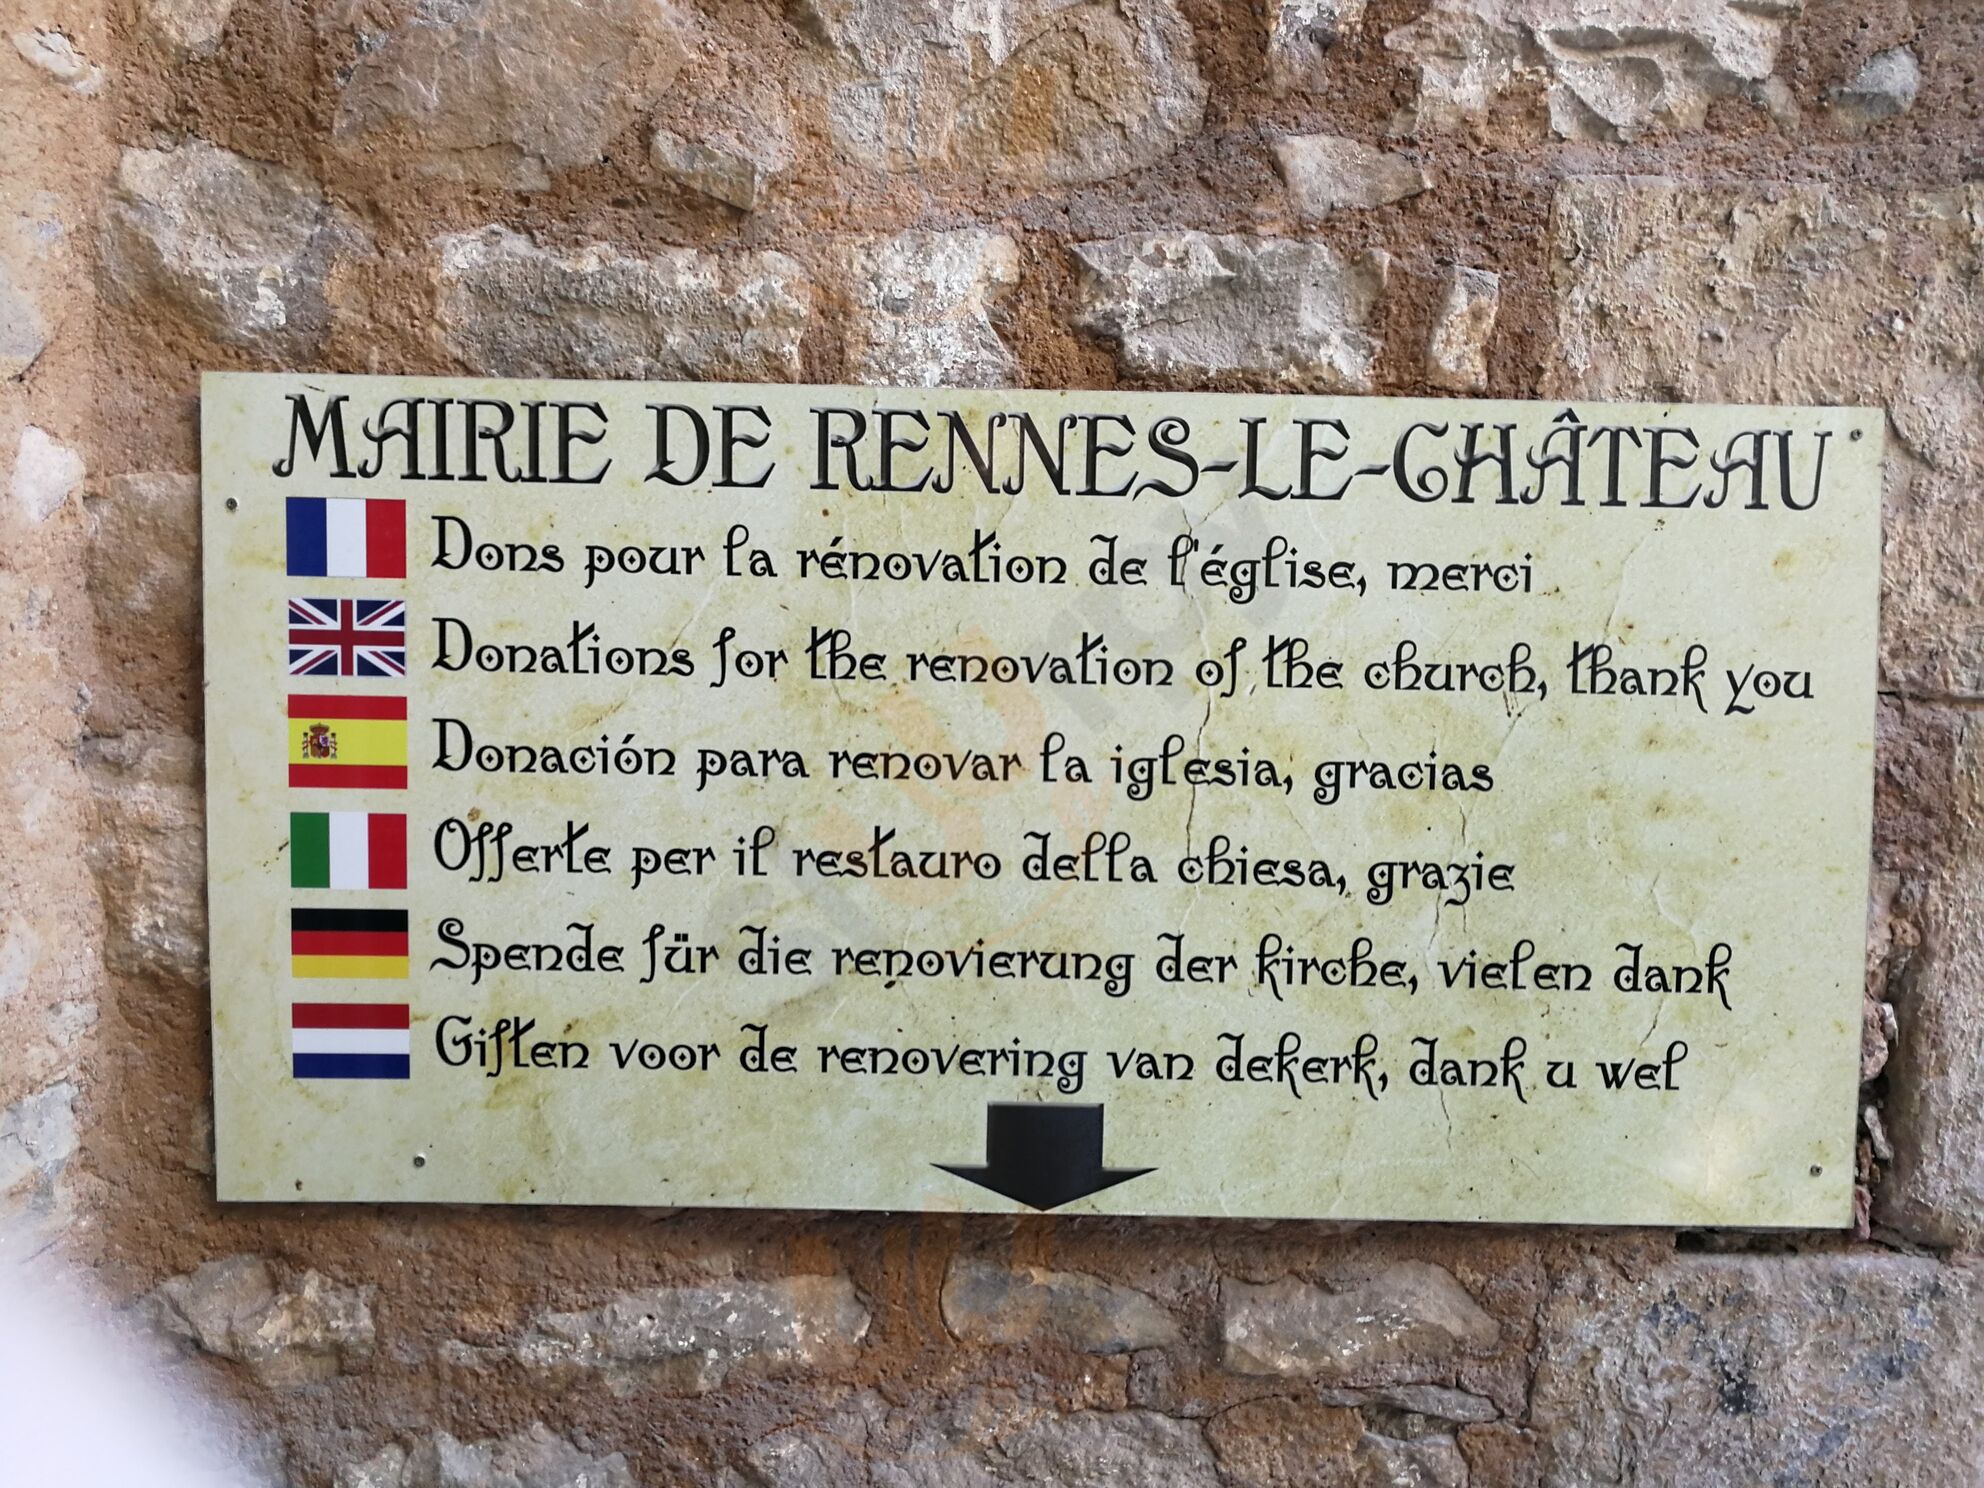 MAIRIE DE RENNES-LE-CHÂTEAU
Dons pour la rénovation de l'église, merci
Donations for the renovation of the church, thank you
Donación para renovar la iglesia, gracias
Offerte per il restauro della chiesa, grazie
Spende für die renovierung der kirche, vielen dank
Giften voor de renovering van dekerk, dank u wel